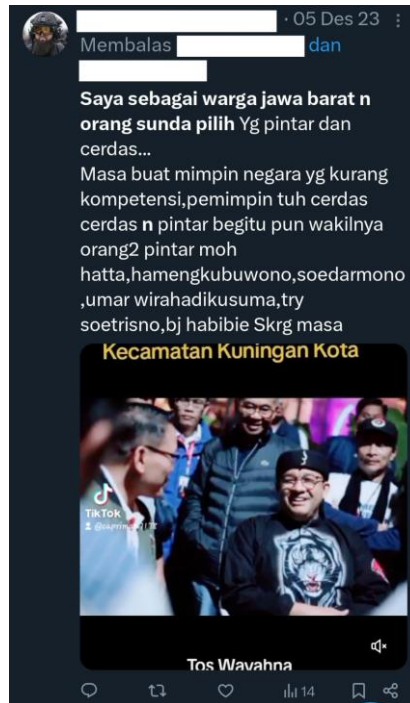 · 05 Des 23
Membalas dan
Saya sebagai warga jawa barat n
orang sunda pilih Yg pintar dan
cerdas...
Masa buat mimpin negara yg kurang
kompetensi,pemimpin tuh cerdas
cerdas n pintar begitu pun wakilnya
orang2 pintar moh
hatta,hamengkubuwono,soedarmono
,umar wirahadikusuma,try
soetrisno,bj habibie Skrg masa
Kecamatan Kuningan Kota
TikTok
Tos Wayahna
14